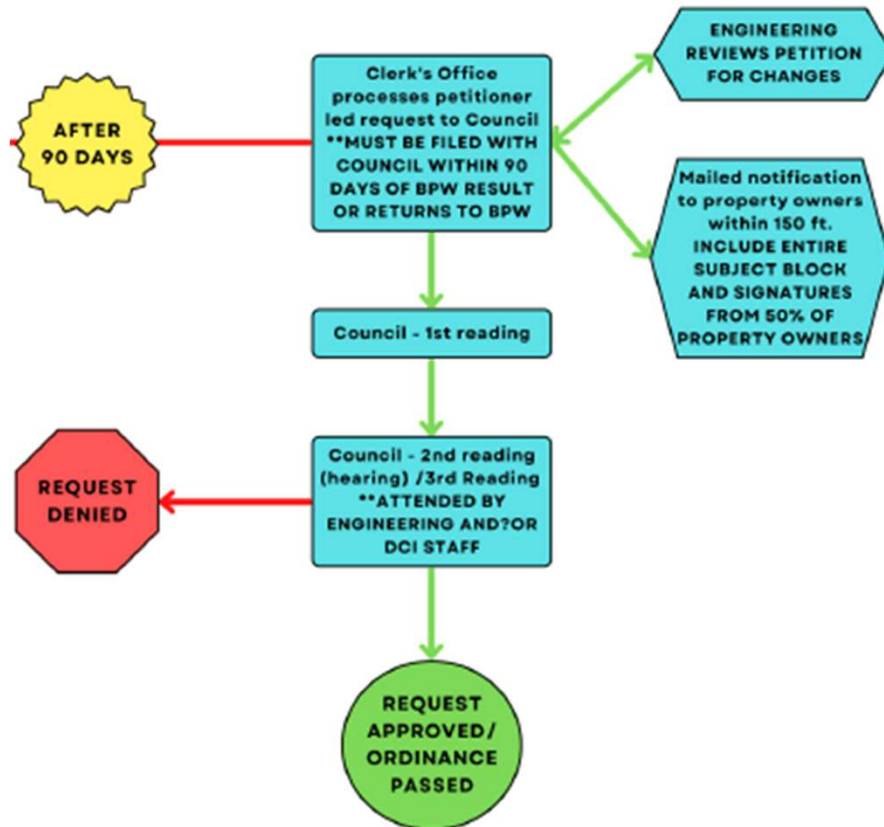 AFTER
90 DAYS
Clerk's Office
processes petitioner
led request to Council
**MUST BE FILED WITH
COUNCIL WITHIN 90
DAYS OF BPW RESULT
OR RETURNS TO BPW
ENGINEERING
REVIEWS PETITION
FOR CHANGES
Mailed notification
to property owners
within 150 ft.
INCLUDE ENTIRE
SUBJECT BLOCK
AND SIGNATURES
FROM 50% OF
PROPERTY OWNERS
Council - 1st reading
Council - 2nd reading
(hearing) /3rd Reading
**ATTENDED BY
ENGINEERING AND?OR
DCI STAFF
REQUEST
DENIED
REQUEST
APPROVED/
ORDINANCE
PASSED